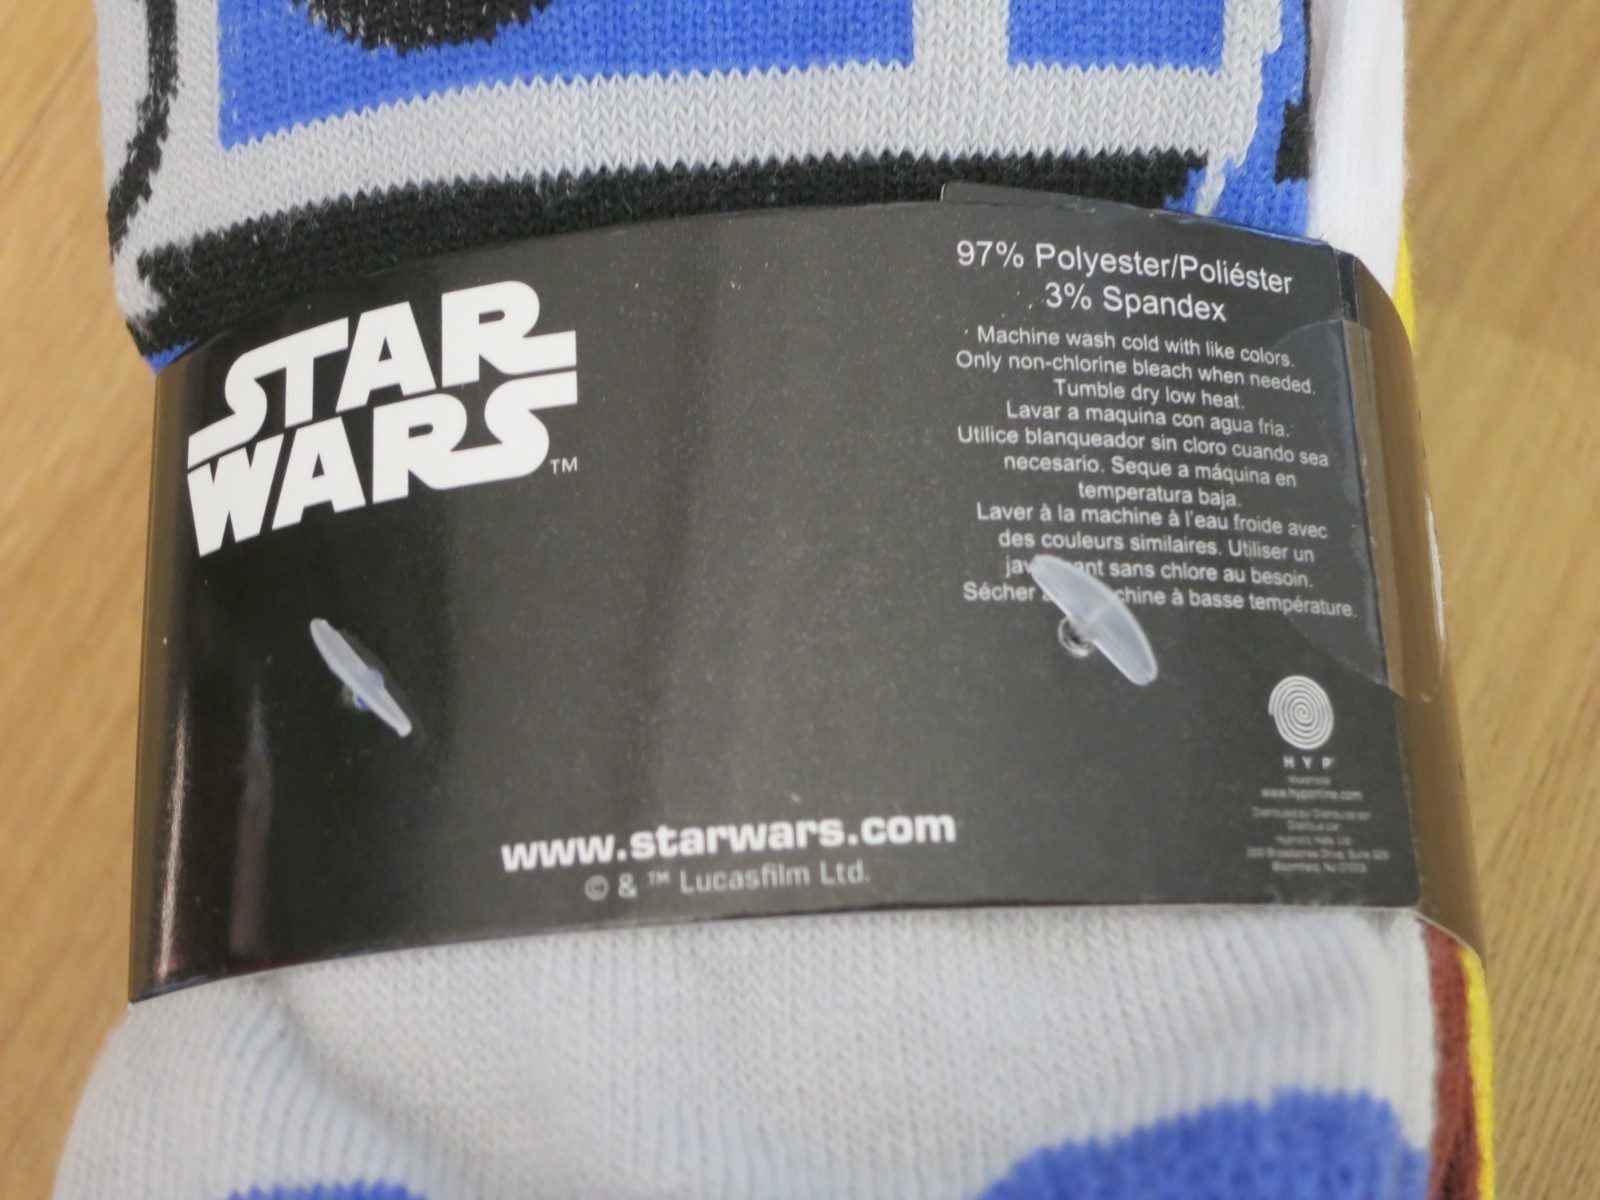 STAR
WARS™
97% Polyester/Poliéster
3% Spandex
Machine wash cold with like colors.
Only non-chlorine bleach when needed.
Tumble dry low heat.
Lavar a maquina con agua fria.
Utilice blanqueador sin cloro cuando sea
necesario. Seque a máquina en
temperatura baja.
Laver à la machine à l'eau froide avec
des couleurs similaires. Utiliser un
sans chlore au besoin.
Sécher à basse température.
HYP
www.hyponline.com
www.starwars.com
© & ™ Lucasfilm Ltd.